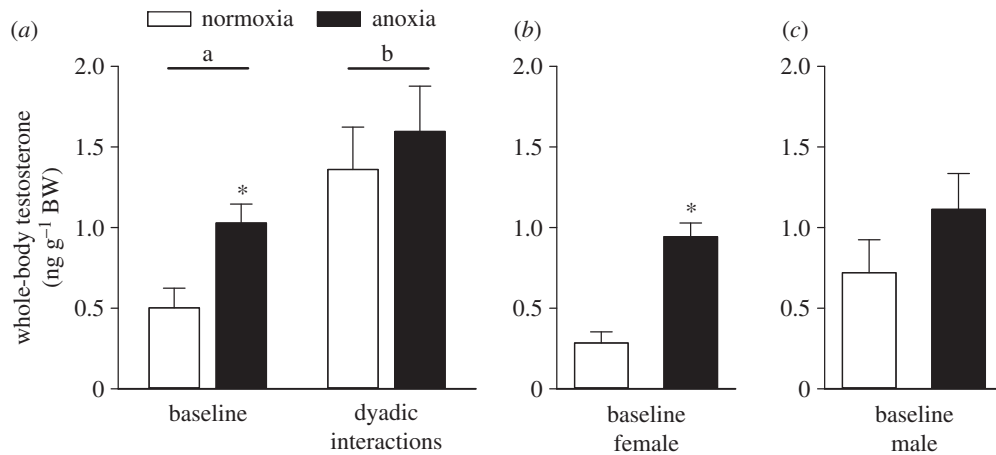 normoxia anoxia
(a)
a
b
2.0
1.5
1.0
0.5
0
*
whole-body testosterone
(ng g⁻¹ BW)
baseline
dyadic
interactions
(b)
2.0
1.5
1.0
0.5
0
*
baseline
female
(c)
2.0
1.5
1.0
0.5
0
baseline
male